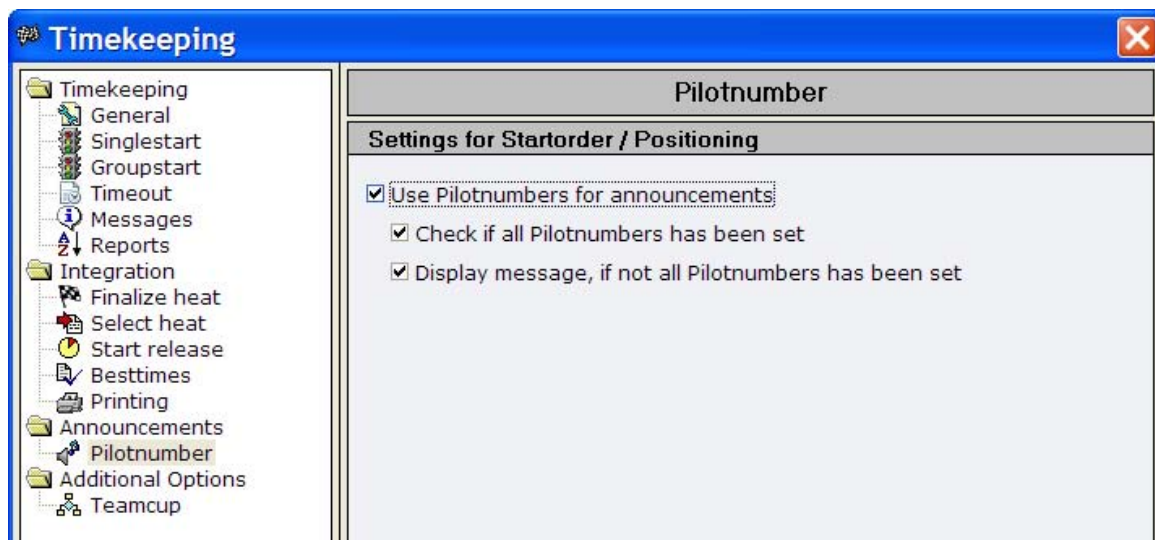 Timekeeping
Timekeeping
General
Singlestart
Groupstart
Timeout
Messages
Reports
Integration
Finalize heat
Select heat
Start release
Besttimes
Printing
Announcements
Pilotnumber
Additional Options
Teamcup
Pilotnumber
Settings for Startorder / Positioning
Use Pilotnumbers for announcements
Check if all Pilotnumbers has been set
Display message, if not all Pilotnumbers has been set